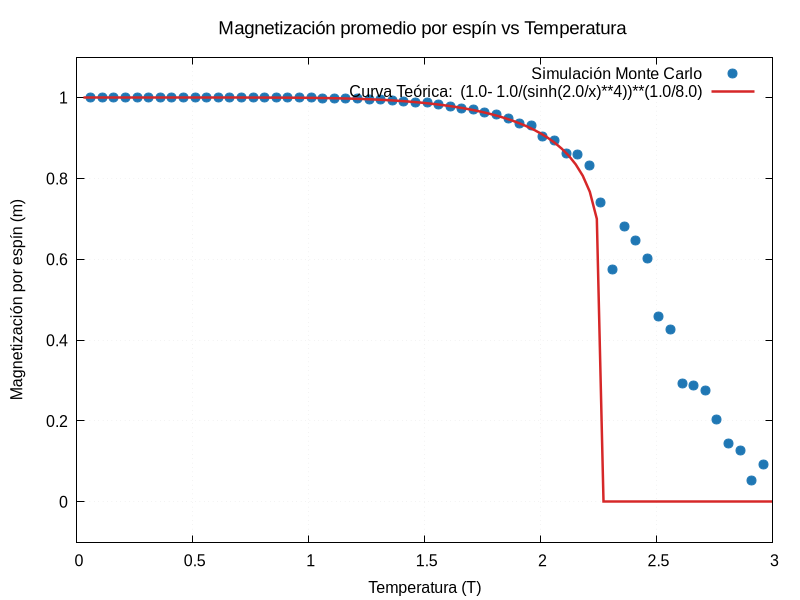 Magnetización promedio por espín vs Temperatura
Simulación Monte Carlo
Curva Teórica: (1.0- 1.0/(sinh(2.0/x)**4))**(1.0/8.0)
1
0.8
0.6
0.4
0.2
0
Magnetización por espín (m)
0 0.5 1 1.5 2 2.5 3
Temperatura (T)